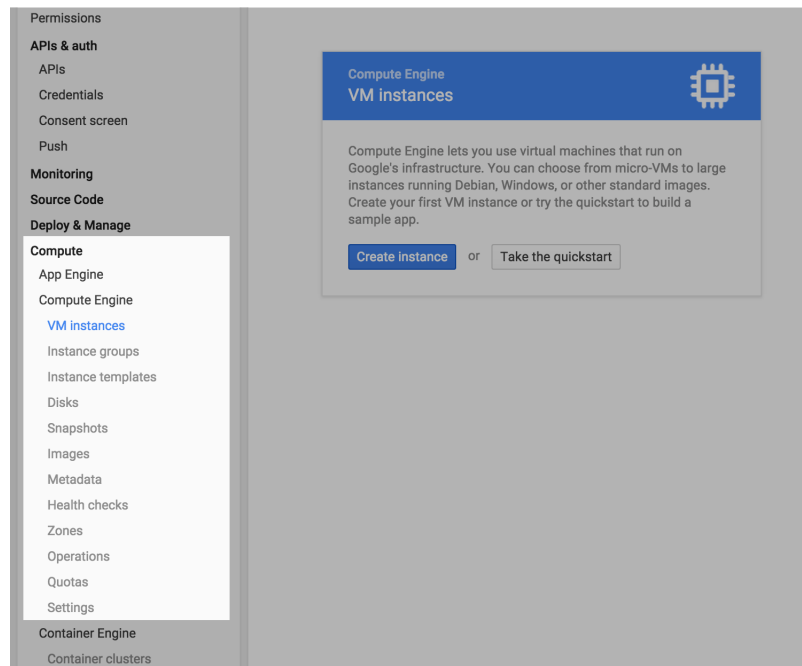 Permissions
APIs & auth
APIs
Credentials
Consent screen
Push
Monitoring
Source Code
Deploy & Manage
Compute
App Engine
Compute Engine
VM instances
Instance groups
Instance templates
Disks
Snapshots
Images
Metadata
Health checks
Zones
Operations
Quotas
Settings
Container Engine
Container clusters
Compute Engine
VM instances
Compute Engine lets you use virtual machines that run on
Google's infrastructure. You can choose from micro-VMs to large
instances running Debian, Windows, or other standard images.
Create your first VM instance or try the quickstart to build a
sample app.
Create instance or Take the quickstart